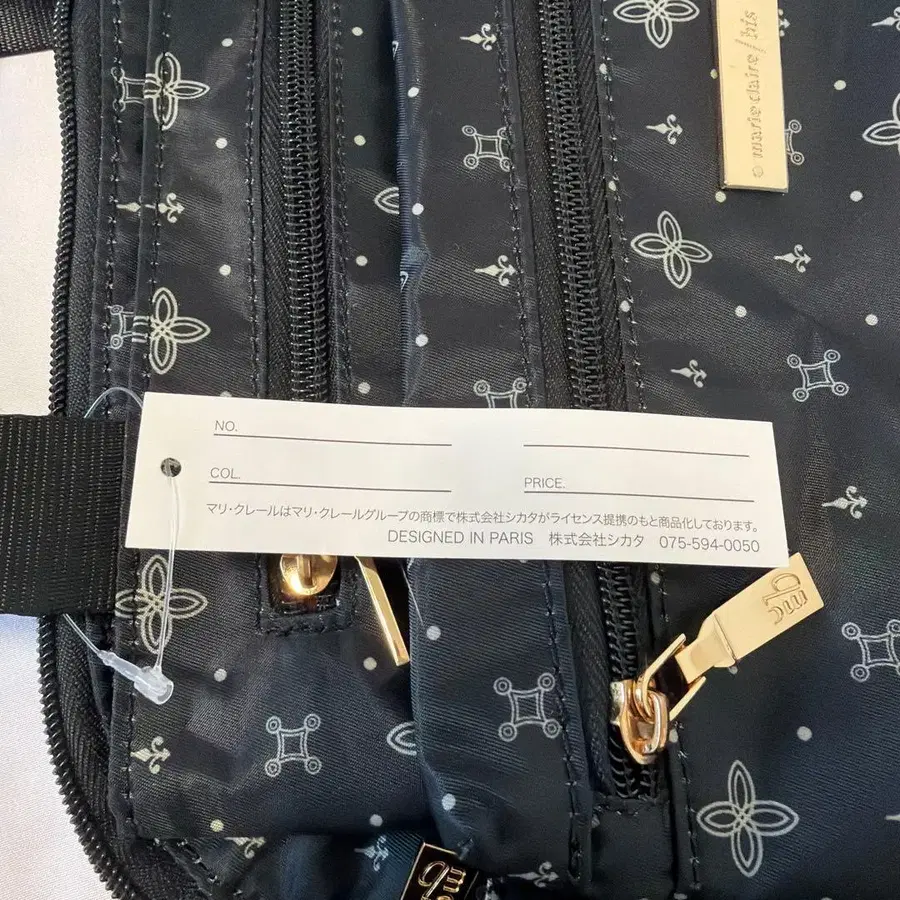 marie claire / bis
NO.
COL.
PRICE.
マリ・クレールはマリ・クレールグループの商標で株式会社シカタがライセンス提携のもと商品化しております。
DESIGNED IN PARIS 株式会社シカタ 075-594-0050